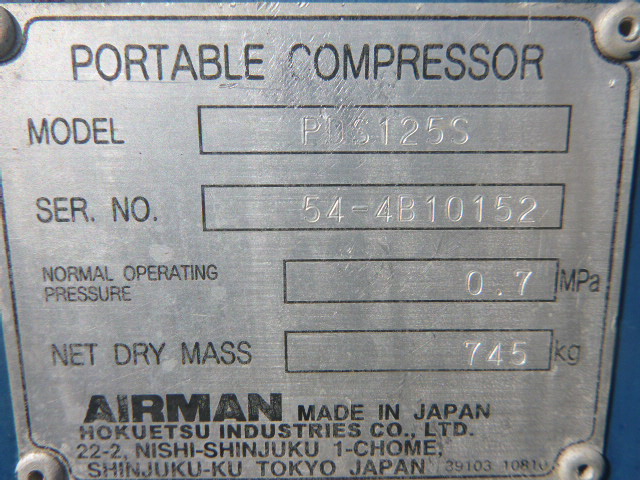 PORTABLE COMPRESSOR
MODEL PDS125S
SER. NO. 54-4B10152
NORMAL OPERATING
PRESSURE 0.7 MPa
NET DRY MASS 745 kg
AIRMAN MADE IN JAPAN
HOKUETSU INDUSTRIES CO., LTD.
22-2, NISHI-SHINJUKU 1-CHOME,
SHINJUKU-KU TOKYO JAPAN 39103